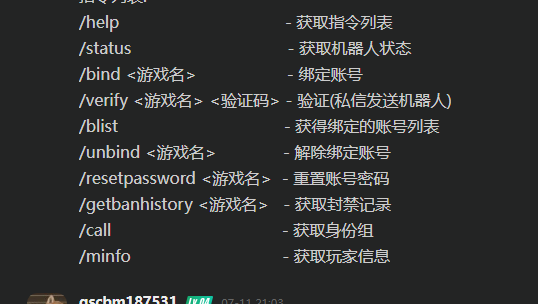 /help - 获取指令列表
/status - 获取机器人状态
/bind <游戏名> - 绑定账号
/verify <游戏名> <验证码> - 验证(私信发送机器人)
/blist - 获得绑定的账号列表
/unbind <游戏名> - 解除绑定账号
/resetpassword <游戏名> - 重置账号密码
/getbanhistory <游戏名> - 获取封禁记录
/call - 获取身份组
/minfo - 获取玩家信息
gscbm187531 Lv.04 07-11 21:03